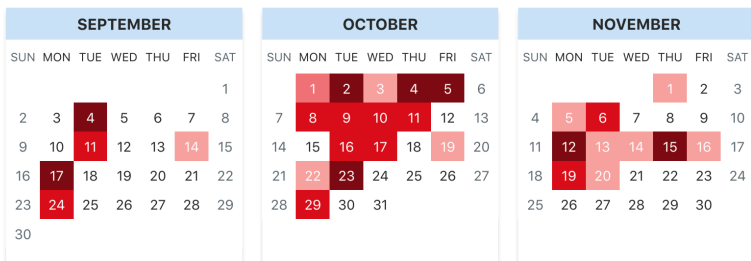 SEPTEMBER
SUN MON TUE WED THU FRI SAT
1
2 3 4 5 6 7 8
9 10 11 12 13 14 15
16 17 18 19 20 21 22
23 24 25 26 27 28 29
30
OCTOBER
SUN MON TUE WED THU FRI SAT
1 2 3 4 5 6
7 8 9 10 11 12 13
14 15 16 17 18 19 20
21 22 23 24 25 26 27
28 29 30 31
NOVEMBER
SUN MON TUE WED THU FRI SAT
1 2 3
4 5 6 7 8 9 10
11 12 13 14 15 16 17
18 19 20 21 22 23 24
25 26 27 28 29 30